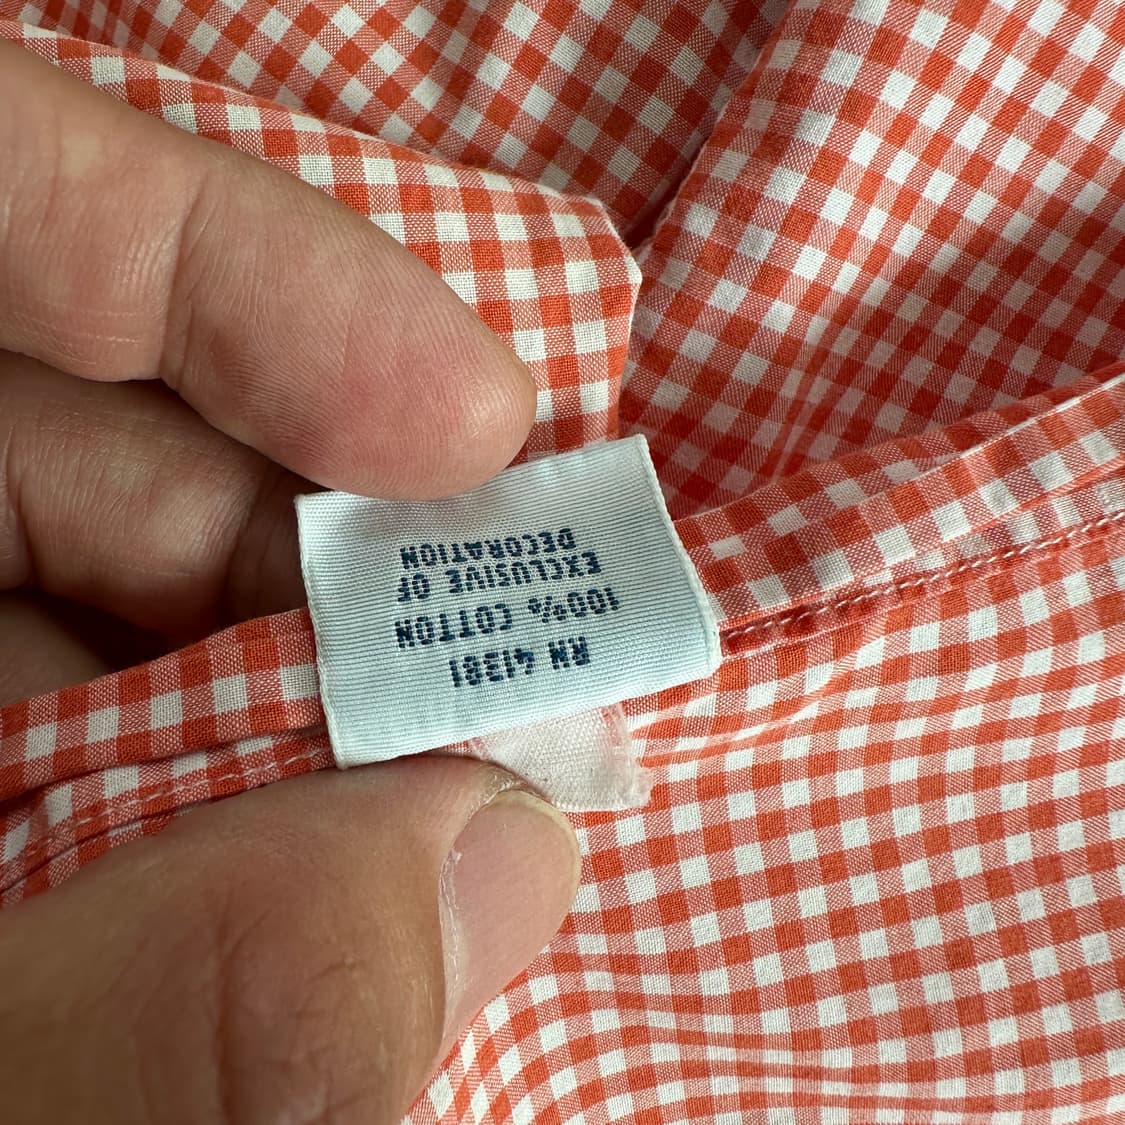 RN 41381
100% COTTON
EXCLUSIVE OF
DECORATION